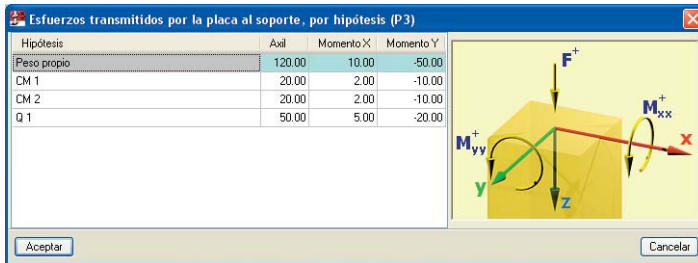 Esfuerzos transmitidos por la placa al soporte, por hipótesis (P3)
Hipótesis Axil Momento X Momento Y
Peso propio 120.00 10.00 -50.00
CM 1 20.00 2.00 -10.00
CM 2 20.00 2.00 -10.00
Q 1 50.00 5.00 -20.00
F+
M+xx
x
M+yy
y
z
Aceptar Cancelar